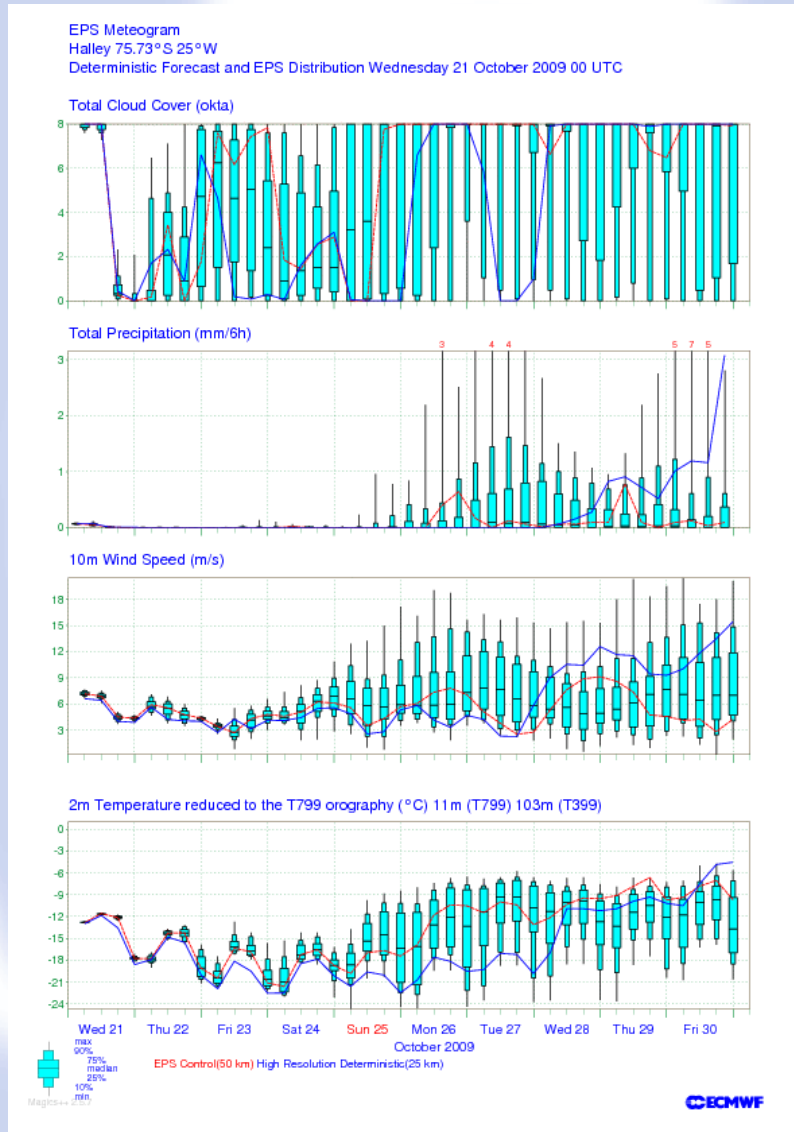 EPS Meteogram
Halley 75.73°S 25°W
Deterministic Forecast and EPS Distribution Wednesday 21 October 2009 00 UTC
Total Cloud Cover (okta)
8
6
4
2
0
Total Precipitation (mm/6h)
3 4 4 5 7 5
3
2
1
0
10m Wind Speed (m/s)
18
15
12
9
6
3
2m Temperature reduced to the T799 orography (°C) 11m (T799) 103m (T399)
0
-3
-6
-9
-12
-15
-18
-21
-24
Wed 21 Thu 22 Fri 23 Sat 24 Sun 25 Mon 26 Tue 27 Wed 28 Thu 29 Fri 30
October 2009
max
90%
75%
median
25%
10%
min
EPS Control(50 km) High Resolution Deterministic(25 km)
Magics++
ECMWF